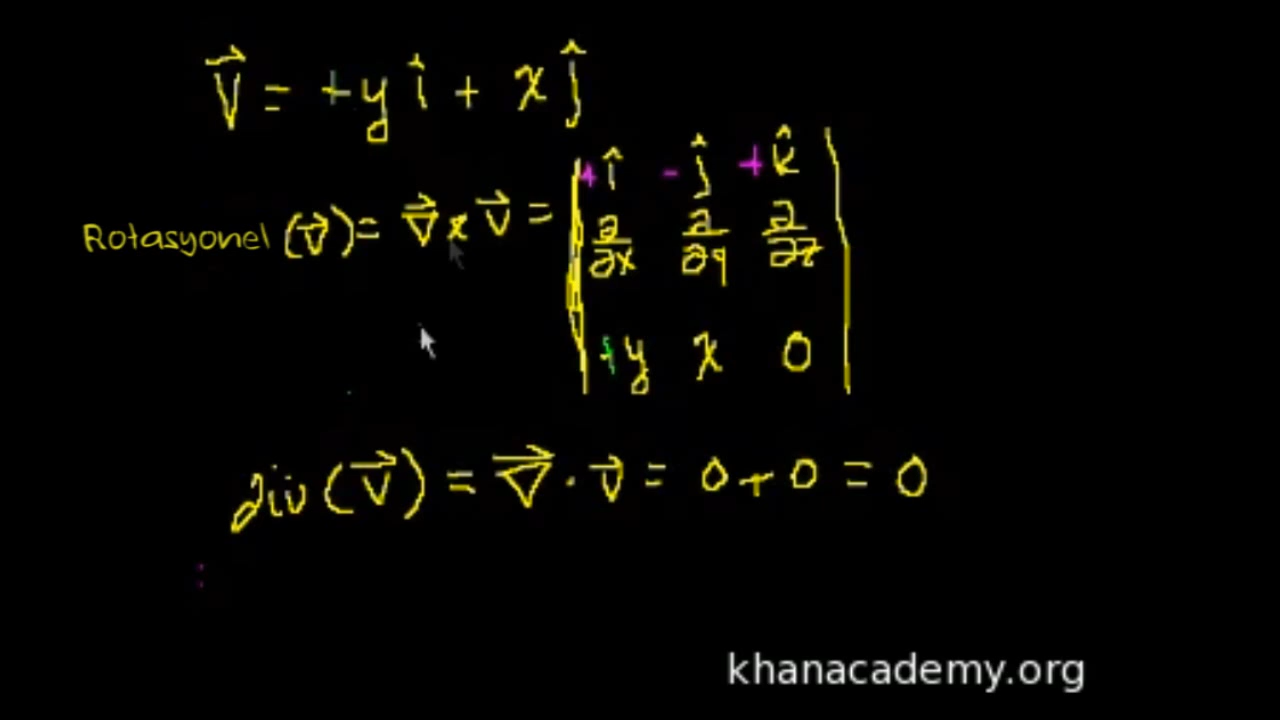 V⃗ = +y î + x ĵ
Rotasyonel (V⃗) = ∇⃗ x V⃗ = | +î -ĵ +k̂ |
∂/∂x ∂/∂y ∂/∂z
+y x 0
div (V⃗) = ∇⃗ · V⃗ = 0 + 0 = 0
khanacademy.org